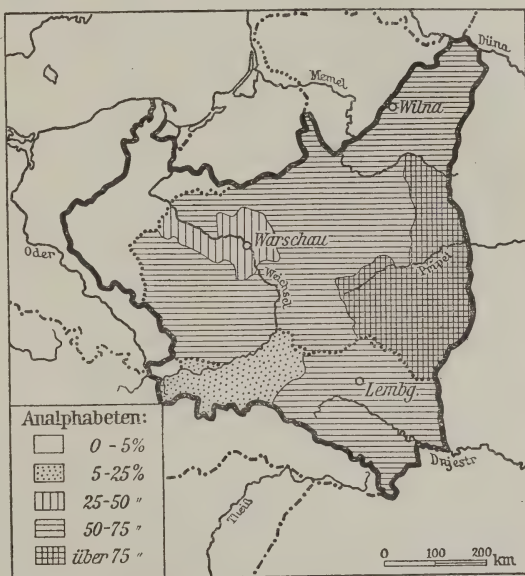 Düna
Memel
Wilna
Oder
Warschau
Weichsel
Pripet
Lembg.
Dnjestr
Theiß
Analphabeten:
0-5%
5-25%
25-50 "
50-75 "
über 75 "
0 100 200
km